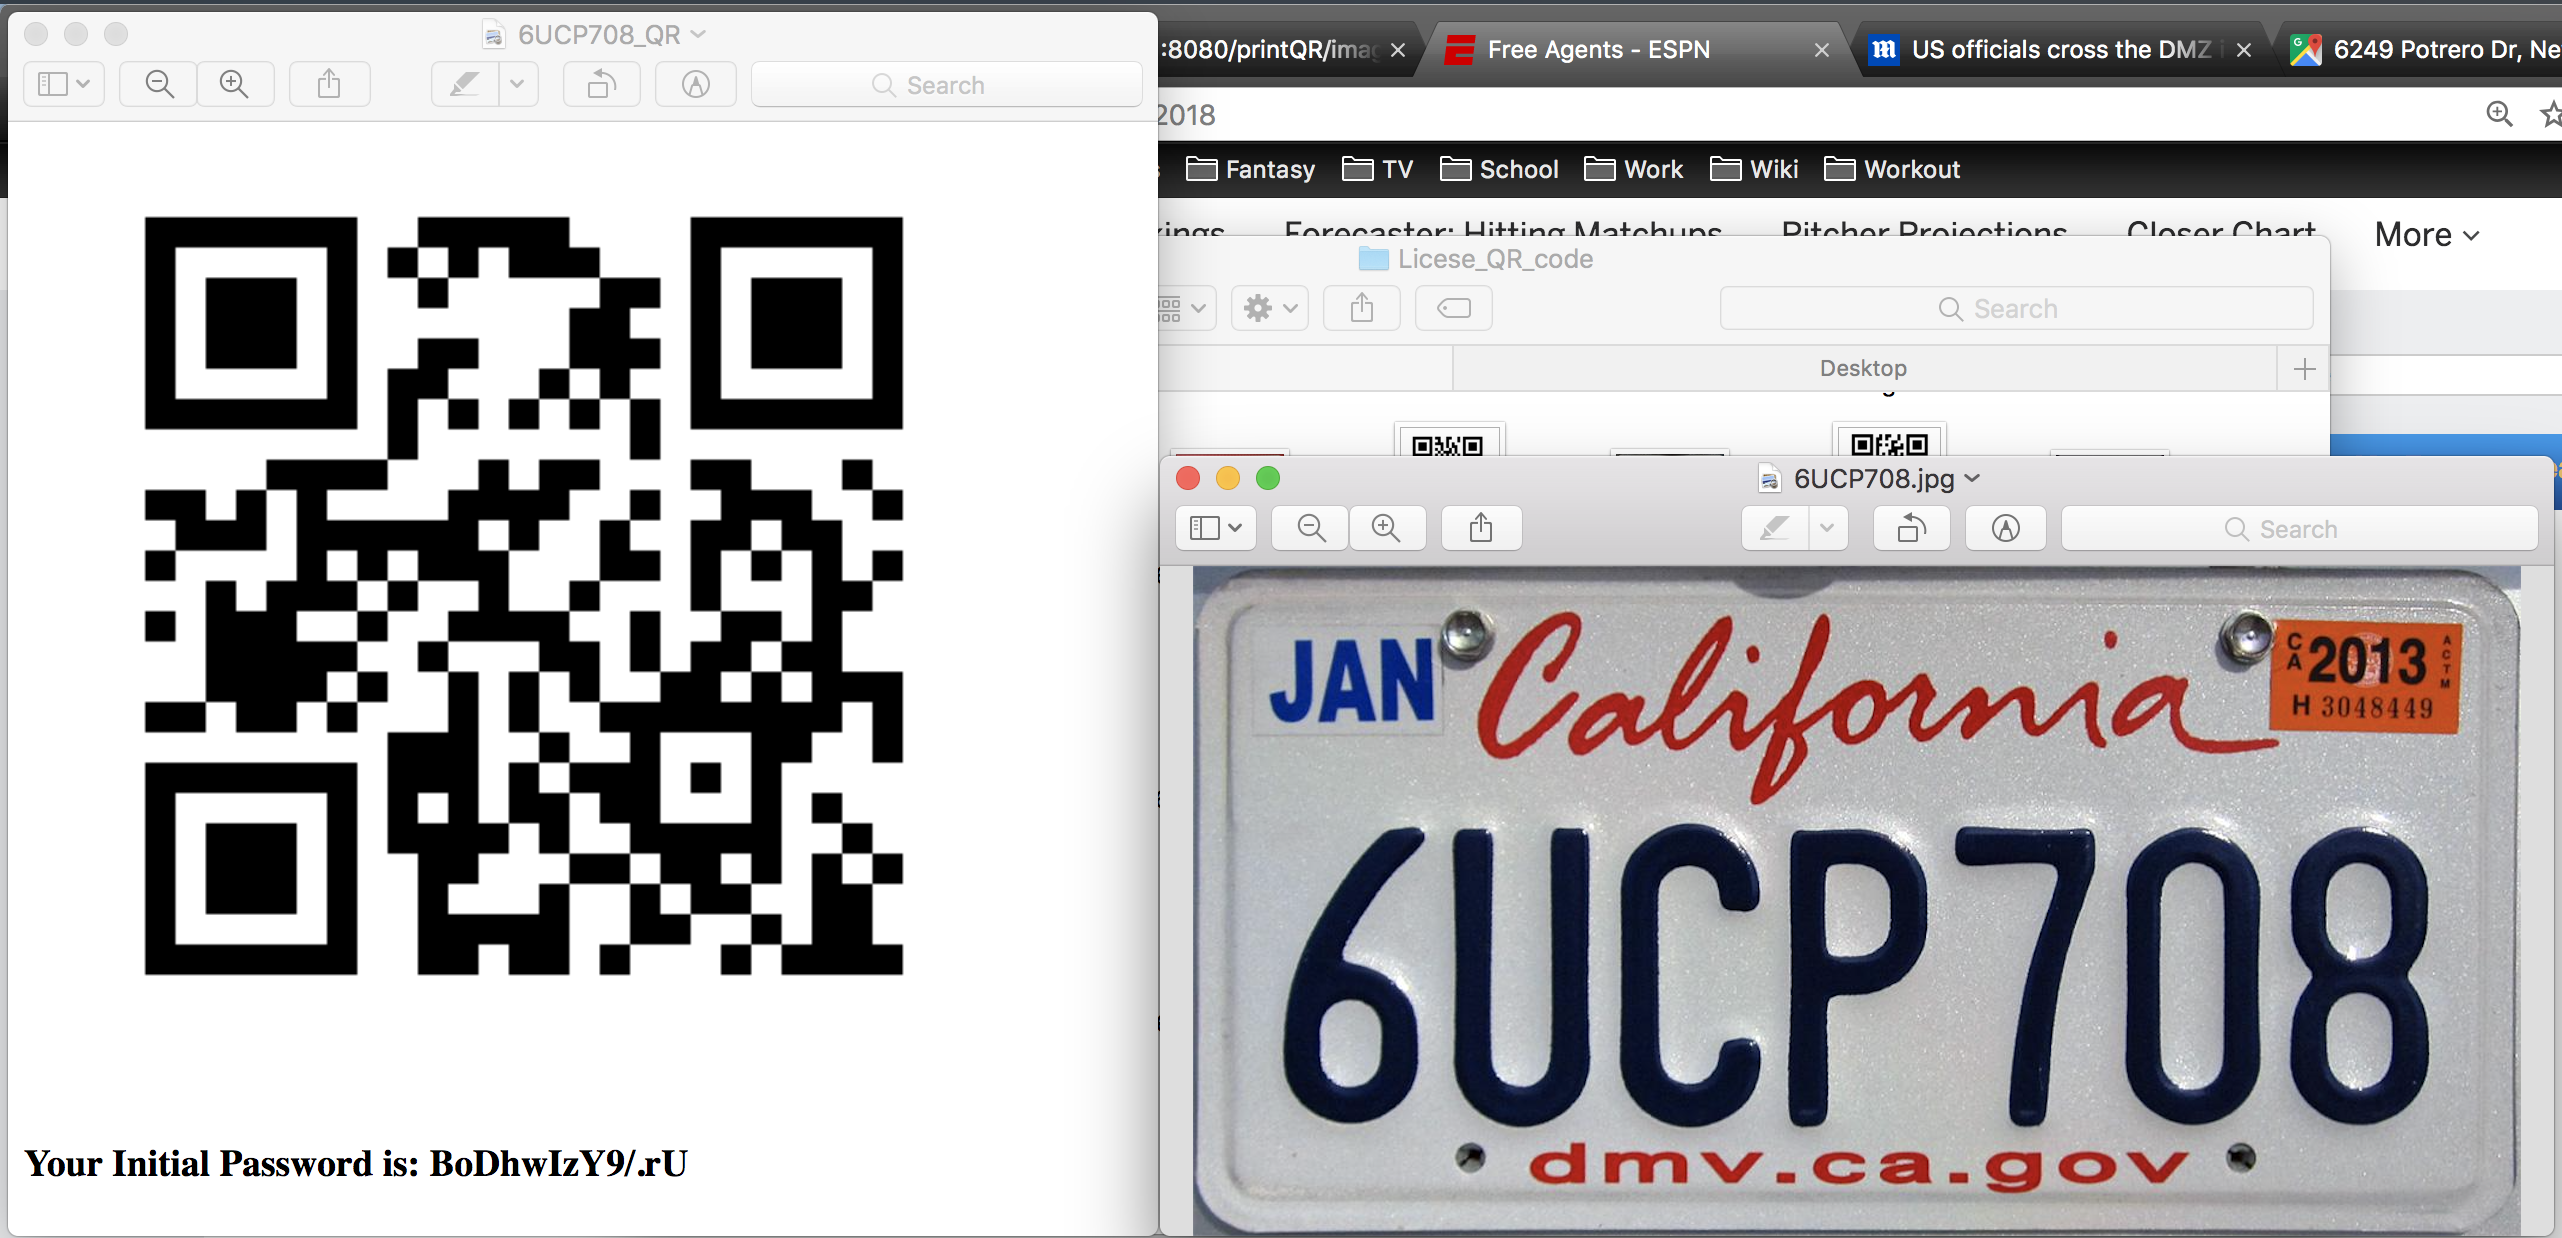 6UCP708_QR
Search
:8080/printQR/imag
Free Agents - ESPN
US officials cross the DMZ i
6249 Potrero Dr, Ne
2018
Fantasy
TV
School
Work
Wiki
Workout
Forecaster: Hitting Matchups
Pitcher Projections
Closer Chart
More
Licese_QR_code
Search
Desktop
6UCP708.jpg
Search
JAN
California
CA 2013 ACTM
H 3048449
6UCP708
dmv.ca.gov
Your Initial Password is: BoDhwIzY9/.rU